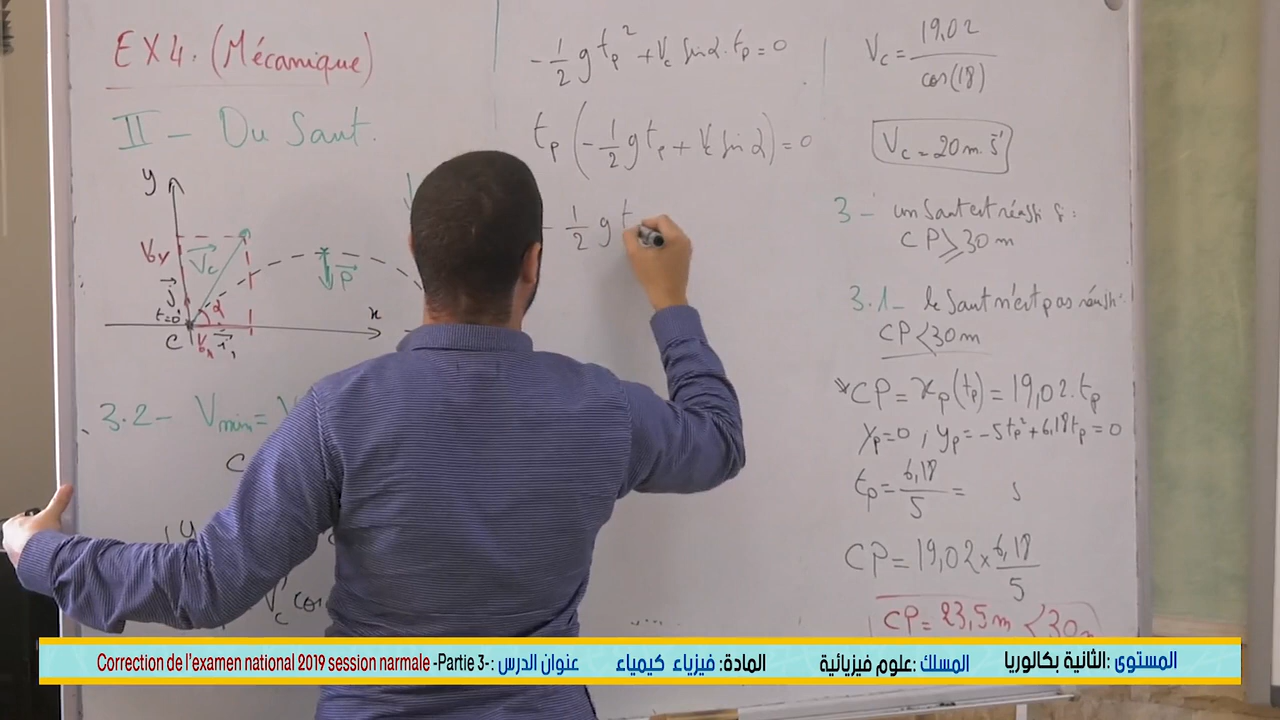 EX4. (Mécanique)
II – Du Saut.
y
V₀y
V⃗c
j⃗
t=0
C
α
V₀x
i⃗
P⃗
x
3.2- Vmin =
-1/2 g tp² + Vc sin α . tp = 0
tp (-1/2 g tp + Vc sin α) = 0
- 1/2 g t
Vc = 19,02 / cos(18)
Vc = 20 m.s⁻¹
3- un saut est réussi si :
CP ⩾ 30 m
3.1- le saut n'est pas réussi :
CP < 30 m
*CP = xp(tp) = 19,02 . tp
yp = 0 , yp = -5tp² + 6,18tp = 0
tp = 6,18/5 = s
CP = 19,02 × 6,18/5
CP = 23,5 m < 30 m
Vc cos
Correction de l'examen national 2019 session narmale -Partie 3- عنوان الدرس : المادة: فيزياء كيمياء المسلك :علوم فيزيائية المستوى :الثانية بكالوريا